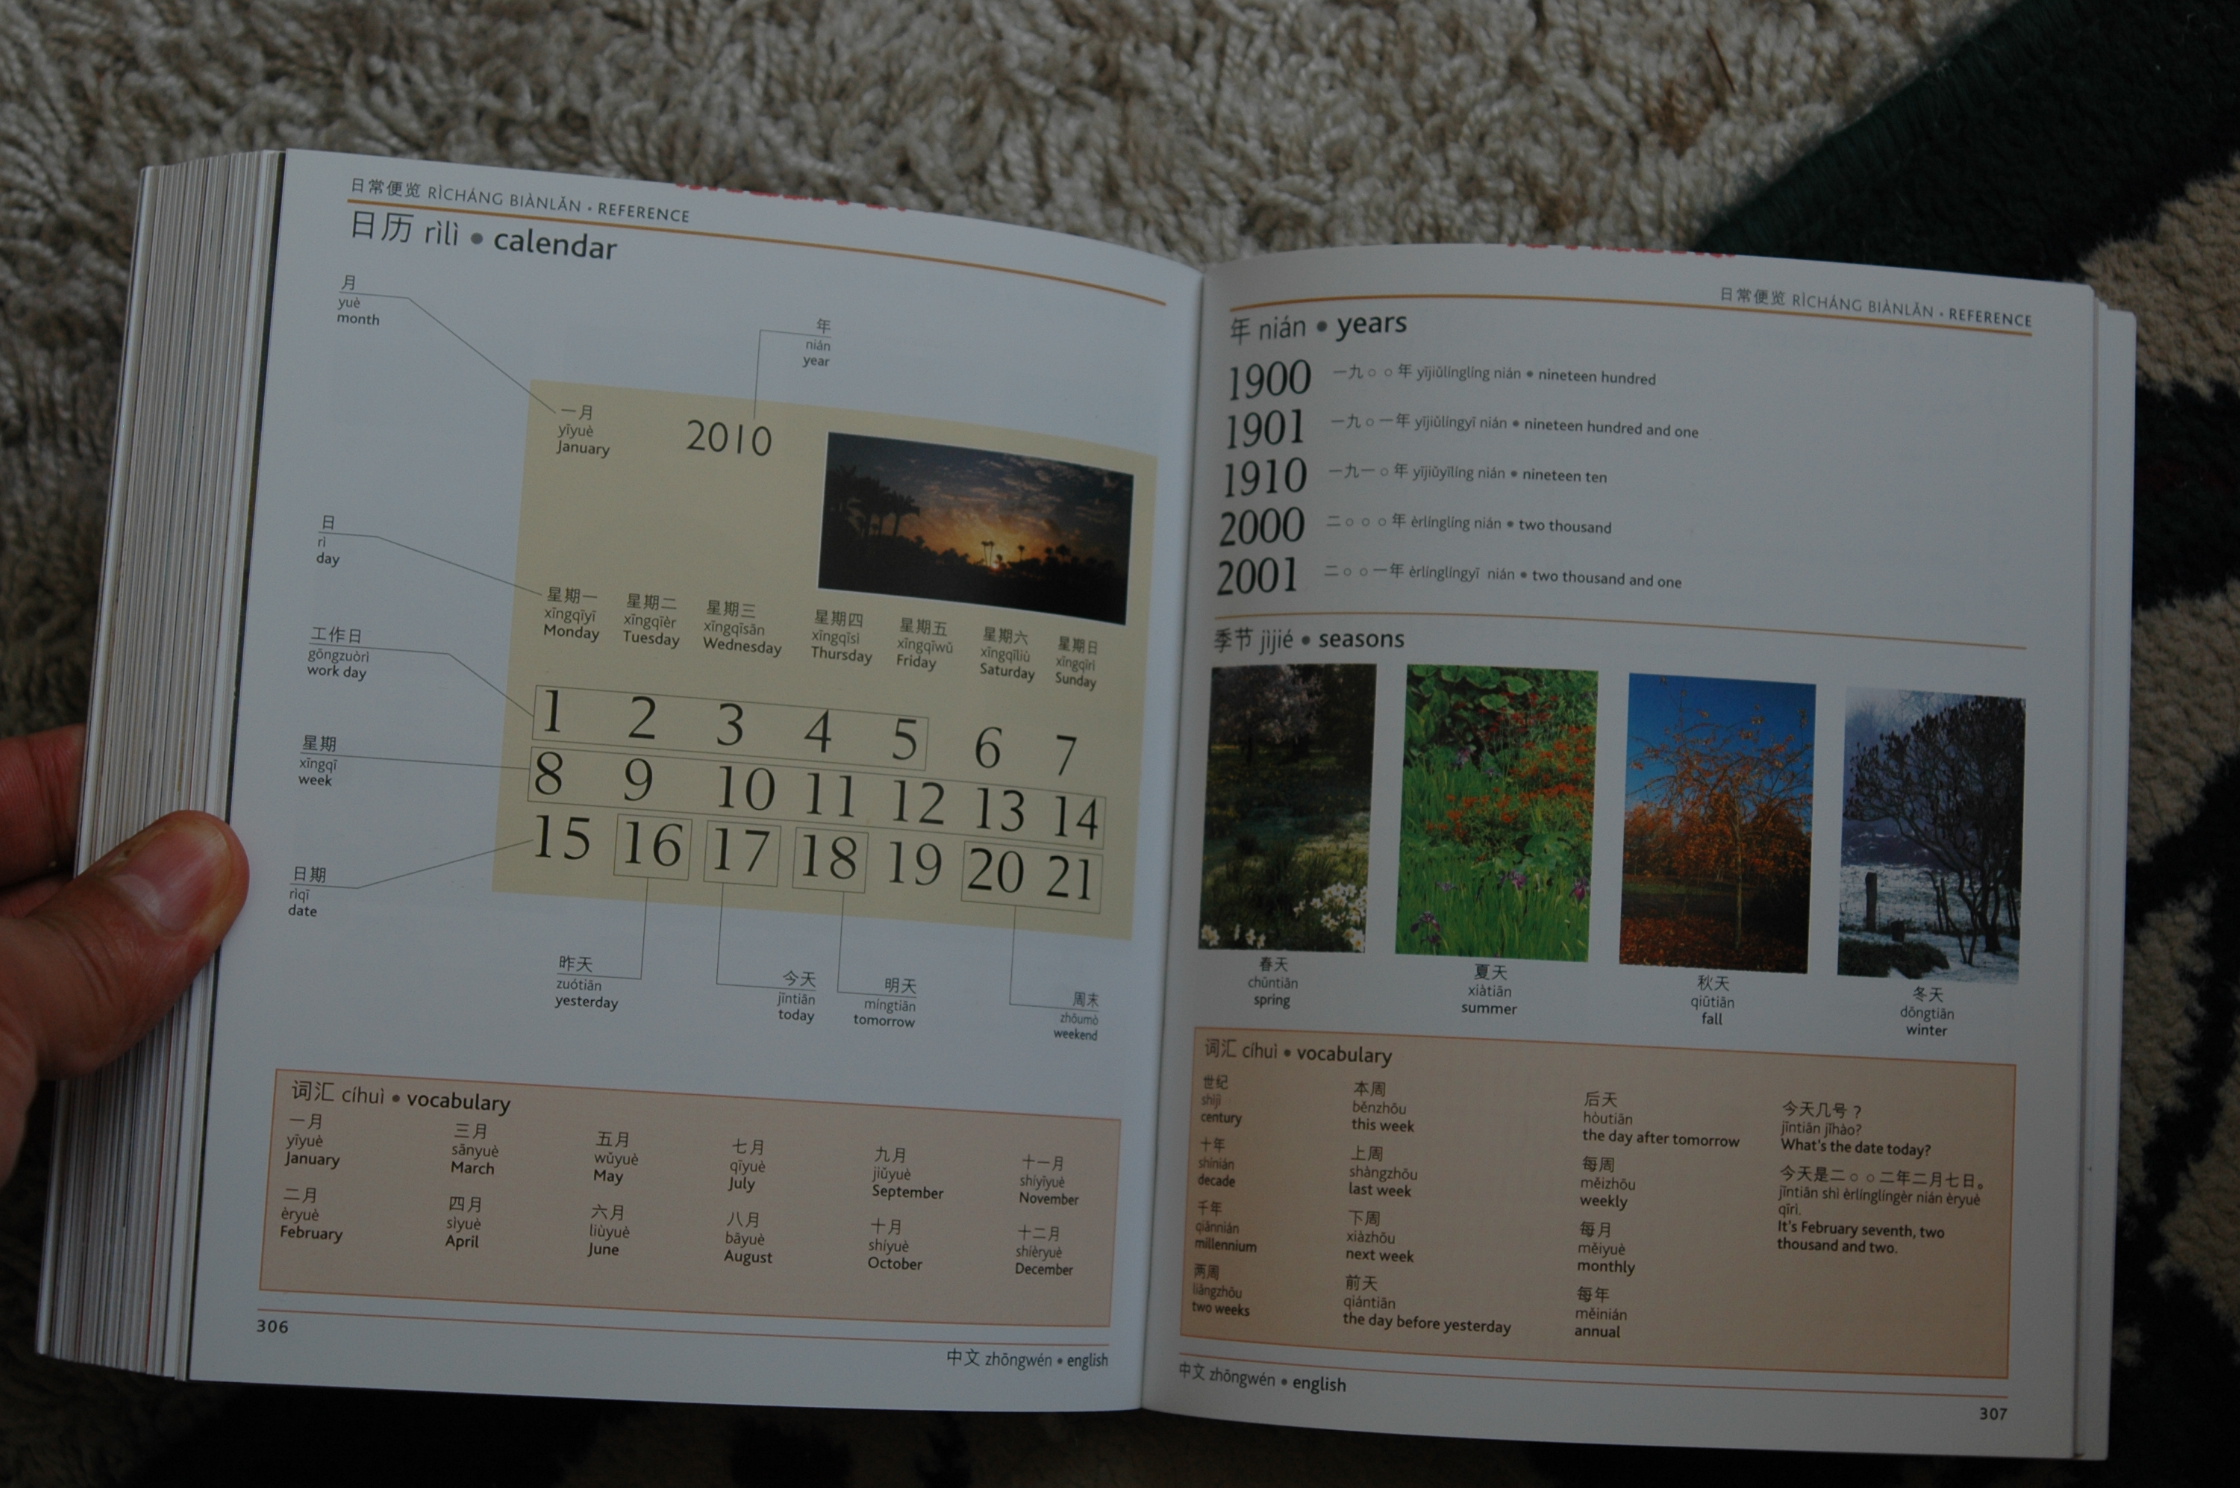 日常便览 RÌCHÁNG BIÀNLǍN • REFERENCE
日历 rìlì • calendar
月
yuè
month
年
nián
year
一月
yīyuè
January
2010
日
rì
day
星期一
xīngqīyī
Monday
星期二
xīngqīèr
Tuesday
星期三
xīngqīsān
Wednesday
星期四
xīngqīsì
Thursday
星期五
xīngqīwǔ
Friday
星期六
xīngqīliù
Saturday
星期日
xīngqīrì
Sunday
工作日
gōngzuòrì
work day
1 2 3 4 5 6 7
星期
xīngqī
week
8 9 10 11 12 13 14
日期
rìqī
date
15 16 17 18 19 20 21
昨天
zuótiān
yesterday
今天
jīntiān
today
明天
míngtiān
tomorrow
周末
zhōumò
weekend
词汇 cíhuì • vocabulary
一月
yīyuè
January
二月
èryuè
February
三月
sānyuè
March
四月
sìyuè
April
五月
wǔyuè
May
六月
liùyuè
June
七月
qīyuè
July
八月
bāyuè
August
九月
jiǔyuè
September
十月
shíyuè
October
十一月
shíyīyuè
November
十二月
shíèryuè
December
306
中文 zhōngwén • english
日常便览 RÌCHÁNG BIÀNLǍN • REFERENCE
年 nián • years
1900 一九○○年 yījiǔlínglíng nián • nineteen hundred
1901 一九○一年 yījiǔlíngyī nián • nineteen hundred and one
1910 一九一○年 yījiǔyīlíng nián • nineteen ten
2000 二○○○年 èrlínglíng nián • two thousand
2001 二○○一年 èrlínglíngyī nián • two thousand and one
季节 jìjié • seasons
春天
chūntiān
spring
夏天
xiàtiān
summer
秋天
qiūtiān
fall
冬天
dōngtiān
winter
词汇 cíhuì • vocabulary
世纪
shìjì
century
十年
shínián
decade
千年
qiānnián
millennium
两周
liǎngzhōu
two weeks
本周
běnzhōu
this week
上周
shàngzhōu
last week
下周
xiàzhōu
next week
前天
qiántiān
the day before yesterday
后天
hòutiān
the day after tomorrow
每周
měizhōu
weekly
每月
měiyuè
monthly
每年
měinián
annual
今天几号？
jīntiān jǐhào?
What's the date today?
今天是二○○二年二月七日。
jīntiān shì èrlínglíngèr nián èryuè
qīrì.
It's February seventh, two
thousand and two.
中文 zhōngwén • english
307